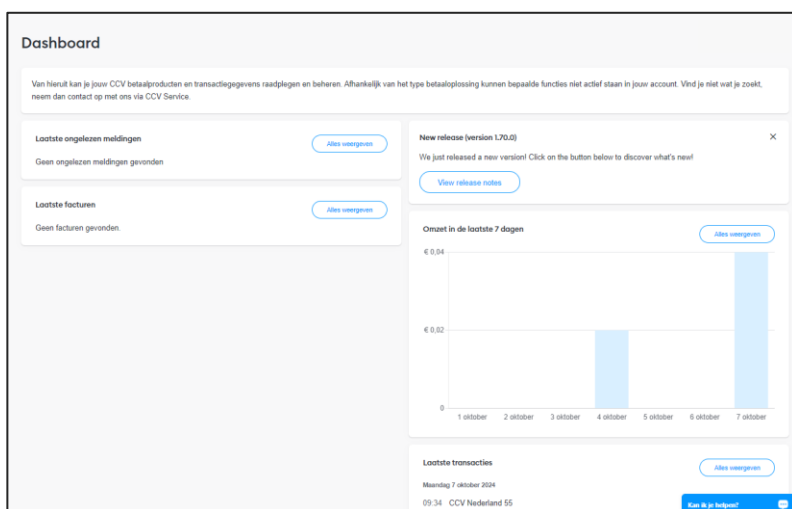 Dashboard
Van hieruit kan je jouw CCV betaalproducten en transactiegegevens raadplegen en beheren. Afhankelijk van het type betaaloplossing kunnen bepaalde functies niet actief staan in jouw account. Vind je niet wat je zoekt,
neem dan contact op met ons via CCV Service.
Laatste ongelezen meldingen
Alles weergeven
Geen ongelezen meldingen gevonden
Laatste facturen
Alles weergeven
Geen facturen gevonden.
New release (version 1.70.0)
We just released a new version! Click on the button below to discover what's new!
View release notes
Omzet in de laatste 7 dagen
Alles weergeven
€ 0,04
€ 0,02
0
1 oktober 2 oktober 3 oktober 4 oktober 5 oktober 6 oktober 7 oktober
Laatste transacties
Alles weergeven
Maandag 7 oktober 2024
09:34 CCV Nederland 55
Kan ik je helpen?